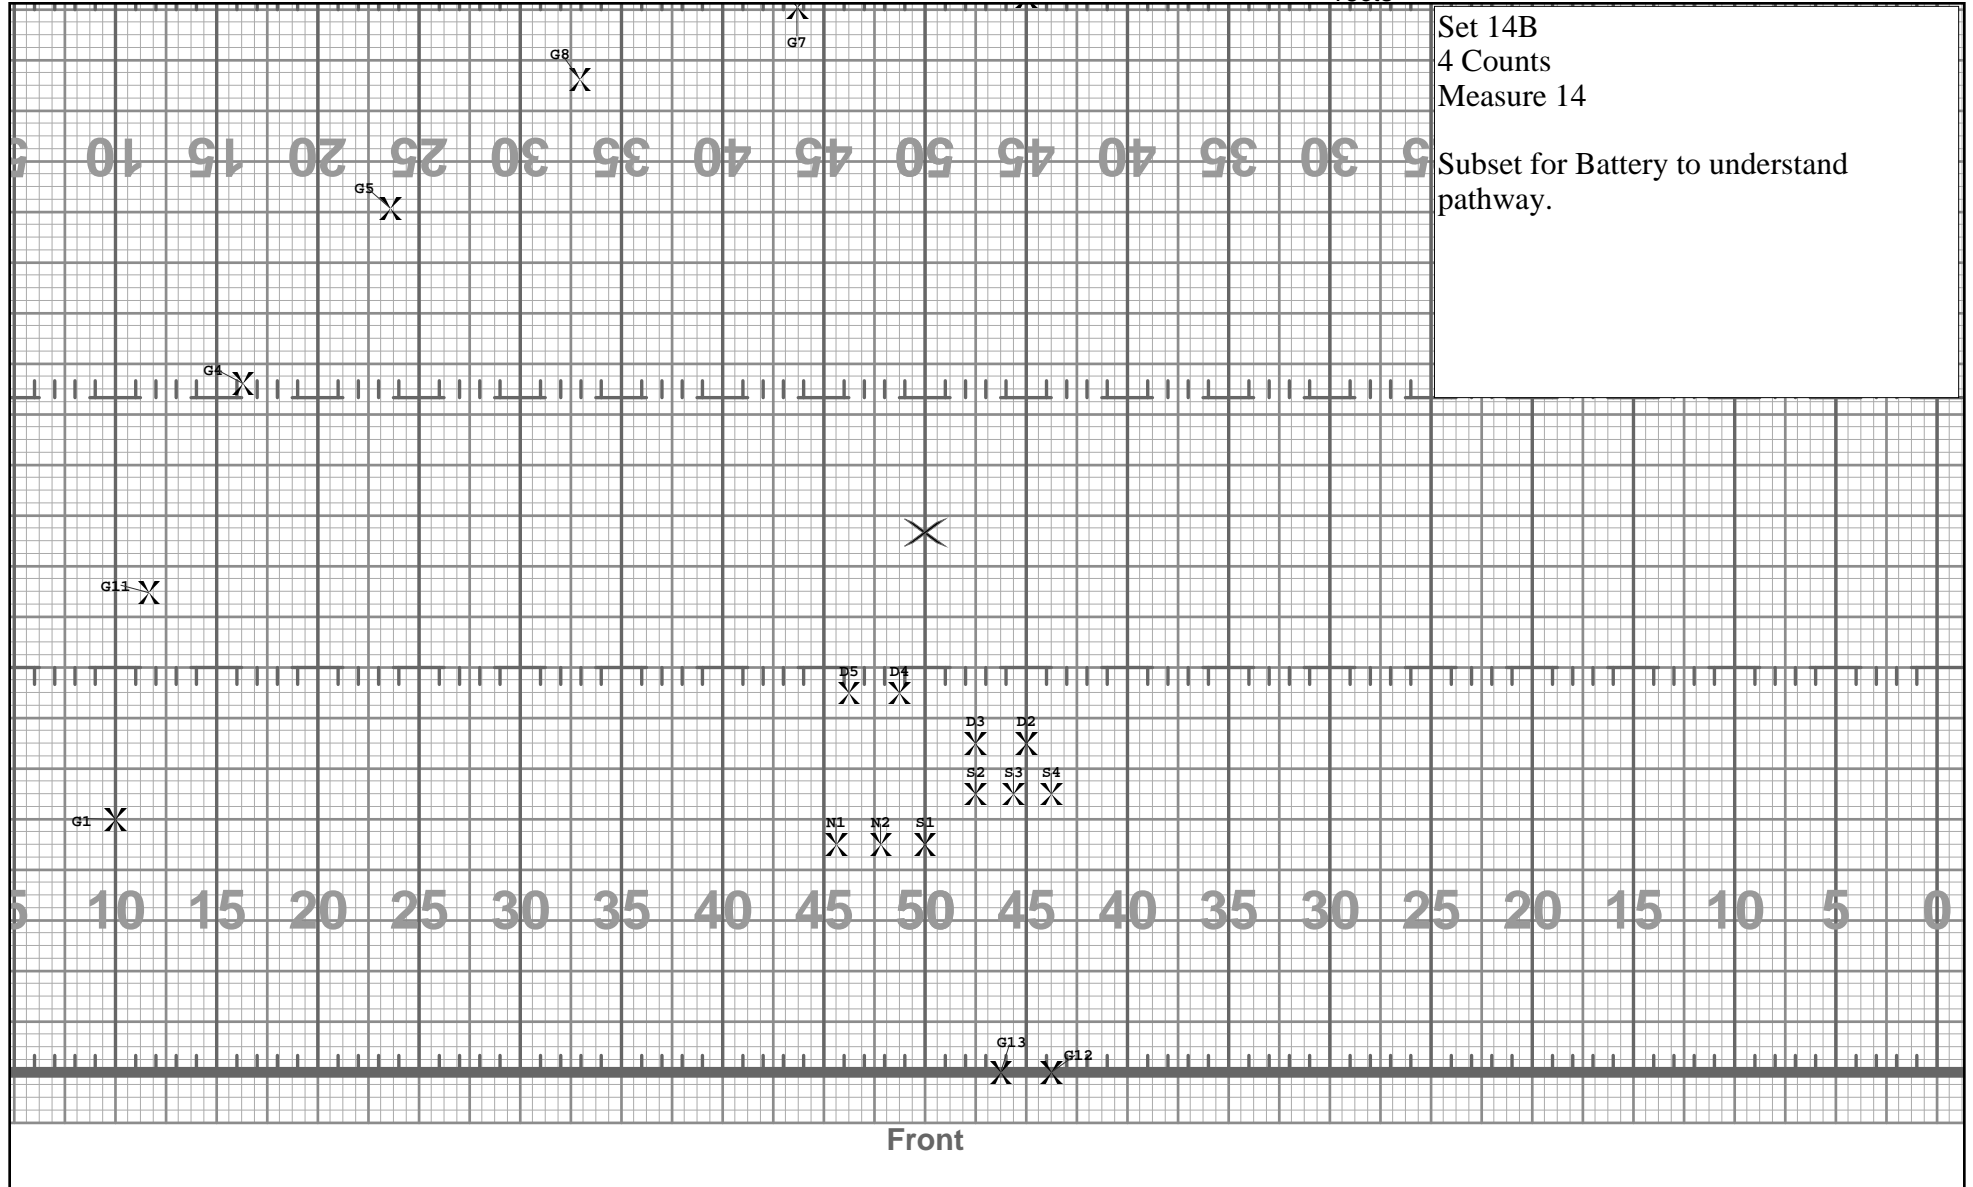 Set 14B
4 Counts
Measure 14
Subset for Battery to understand
pathway.
G7
G8
10 15 20 25 30 35 40 45 50 45 40 35 30
G5
G4
G11
D5 D4
D3 D2
S2 S3 S4
G1
N1 N2 S1
5 10 15 20 25 30 35 40 45 50 45 40 35 30 25 20 15 10 5 0
G13
G12
Front